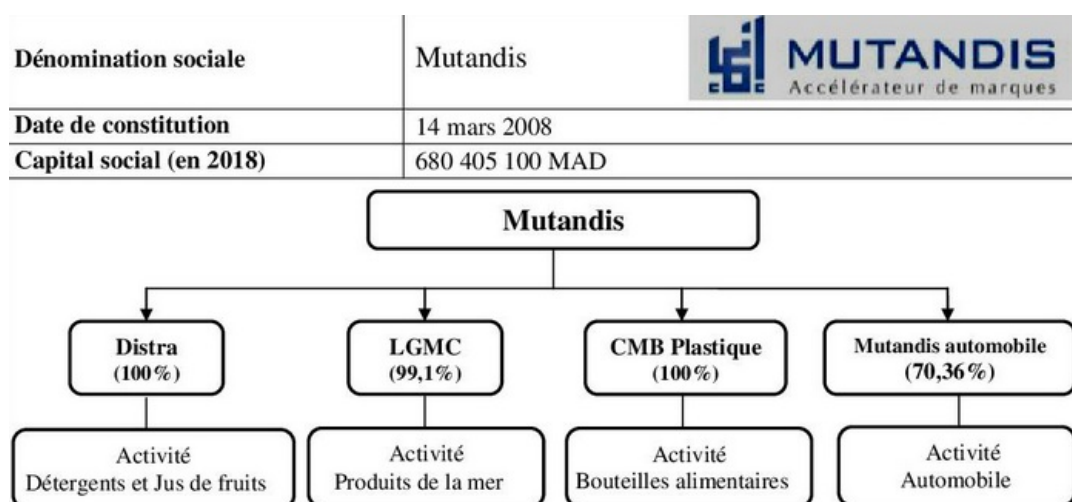 Dénomination sociale
Mutandis
MUTANDIS
Accélérateur de marques
Date de constitution
14 mars 2008
Capital social (en 2018)
680 405 100 MAD
Mutandis
Distra
(100%)
LGMC
(99,1%)
CMB Plastique
(100%)
Mutandis automobile
(70,36%)
Activité
Détergents et Jus de fruits
Activité
Produits de la mer
Activité
Bouteilles alimentaires
Activité
Automobile